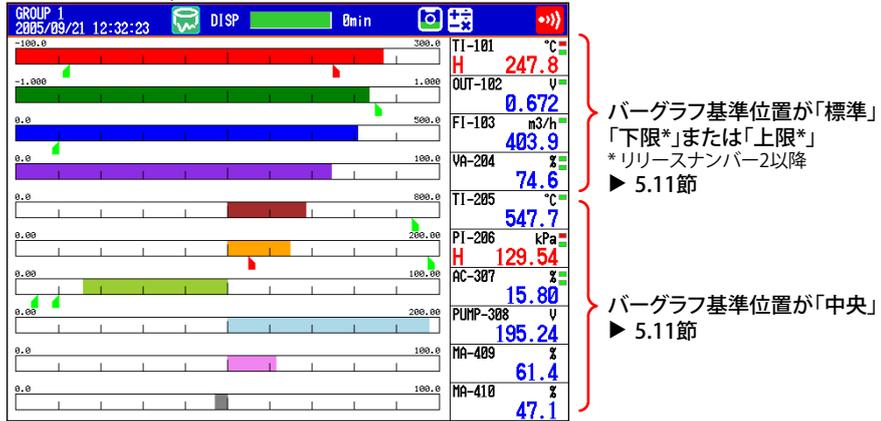 GROUP 1
2005/09/21 12:32:23 DISP 0min
-100.0 300.0 TI-101 °C
H 247.8
-1.000 1.000 OUT-102 V
0.672
0.0 500.0 FI-103 m3/h
403.9
0.0 100.0 VA-204 %
74.6
0.0 800.0 TI-205 °C
547.7
0.00 200.00 PI-206 kPa
H 129.54
0.00 100.00 AC-307 %
15.80
0.00 200.00 PUMP-308 V
195.24
0.0 100.0 MA-409 %
61.4
0.0 100.0 MA-410 %
47.1
バーグラフ基準位置が「標準」
「下限*」または「上限*」
* リリースナンバー2以降
▶ 5.11節
バーグラフ基準位置が「中央」
▶ 5.11節